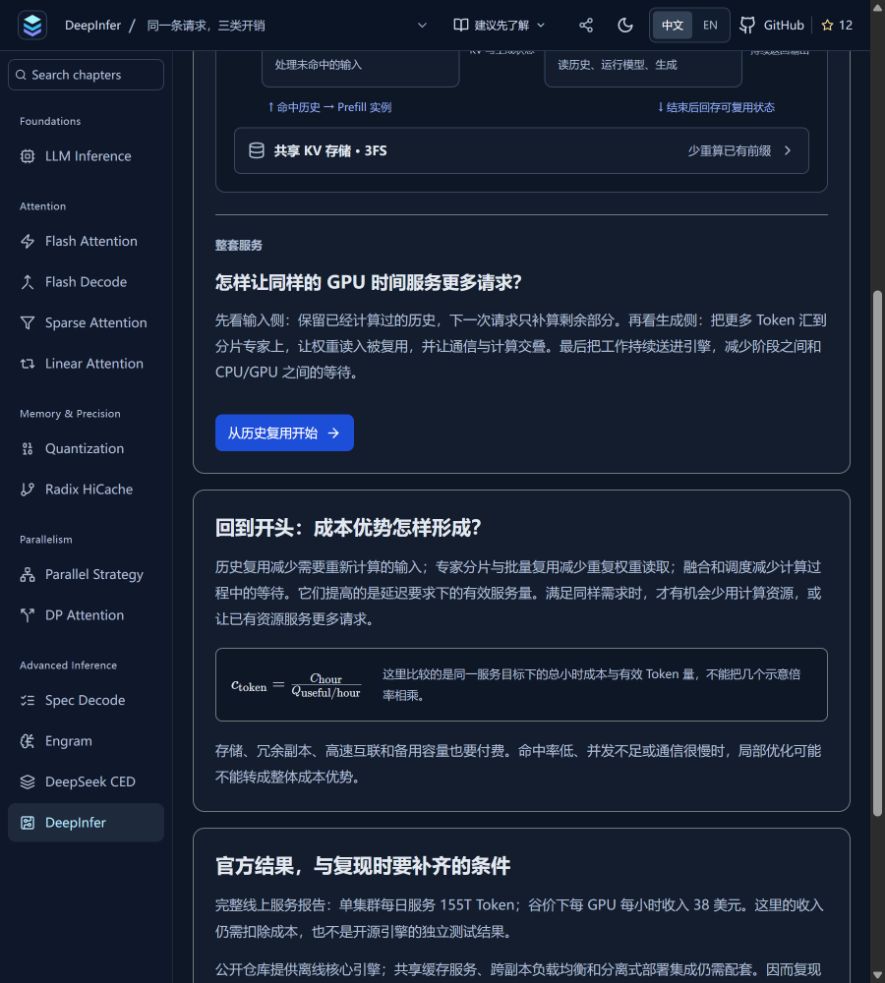 DeepInfer / 同一条请求，三类开销
建议先了解
中文 EN
GitHub
12
Search chapters
Foundations
LLM Inference
Attention
Flash Attention
Flash Decode
Sparse Attention
Linear Attention
Memory & Precision
Quantization
Radix HiCache
Parallelism
Parallel Strategy
DP Attention
Advanced Inference
Spec Decode
Engram
DeepSeek CED
DeepInfer
处理未命中的输入
读历史、运行模型、生成
↑ 命中历史 → Prefill 实例
↓ 结束后回存可复用状态
共享 KV 存储 • 3FS
少重算已有前缀
整套服务
怎样让同样的 GPU 时间服务更多请求？
先看输入侧：保留已经计算过的历史，下一次请求只补算剩余部分。再看生成侧：把更多 Token 汇到
分片专家上，让权重读入被复用，并让通信与计算交叠。最后把工作持续送进引擎，减少阶段之间和
CPU/GPU 之间的等待。
从历史复用开始 →
回到开头：成本优势怎样形成？
历史复用减少需要重新计算的输入；专家分片与批量复用减少重复权重读取；融合和调度减少计算过
程中的等待。它们提高的是延迟要求下的有效服务量。满足同样需求时，才有机会少用计算资源，或
让已有资源服务更多请求。
c_token = C_hour / Q_useful/hour
这里比较的是同一服务目标下的总小时成本与有效 Token 量，不能把几个示意倍
率相乘。
存储、冗余副本、高速互联和备用容量也要付费。命中率低、并发不足或通信很慢时，局部优化可能
不能转成整体成本优势。
官方结果，与复现时要补齐的条件
完整线上服务报告：单集群每日服务 155T Token；谷价下每 GPU 每小时收入 38 美元。这里的收入
仍需扣除成本，也不是开源引擎的独立测试结果。
公开仓库提供离线核心引擎；共享缓存服务、跨副本负载均衡和分离式部署集成仍需配套。因而复现